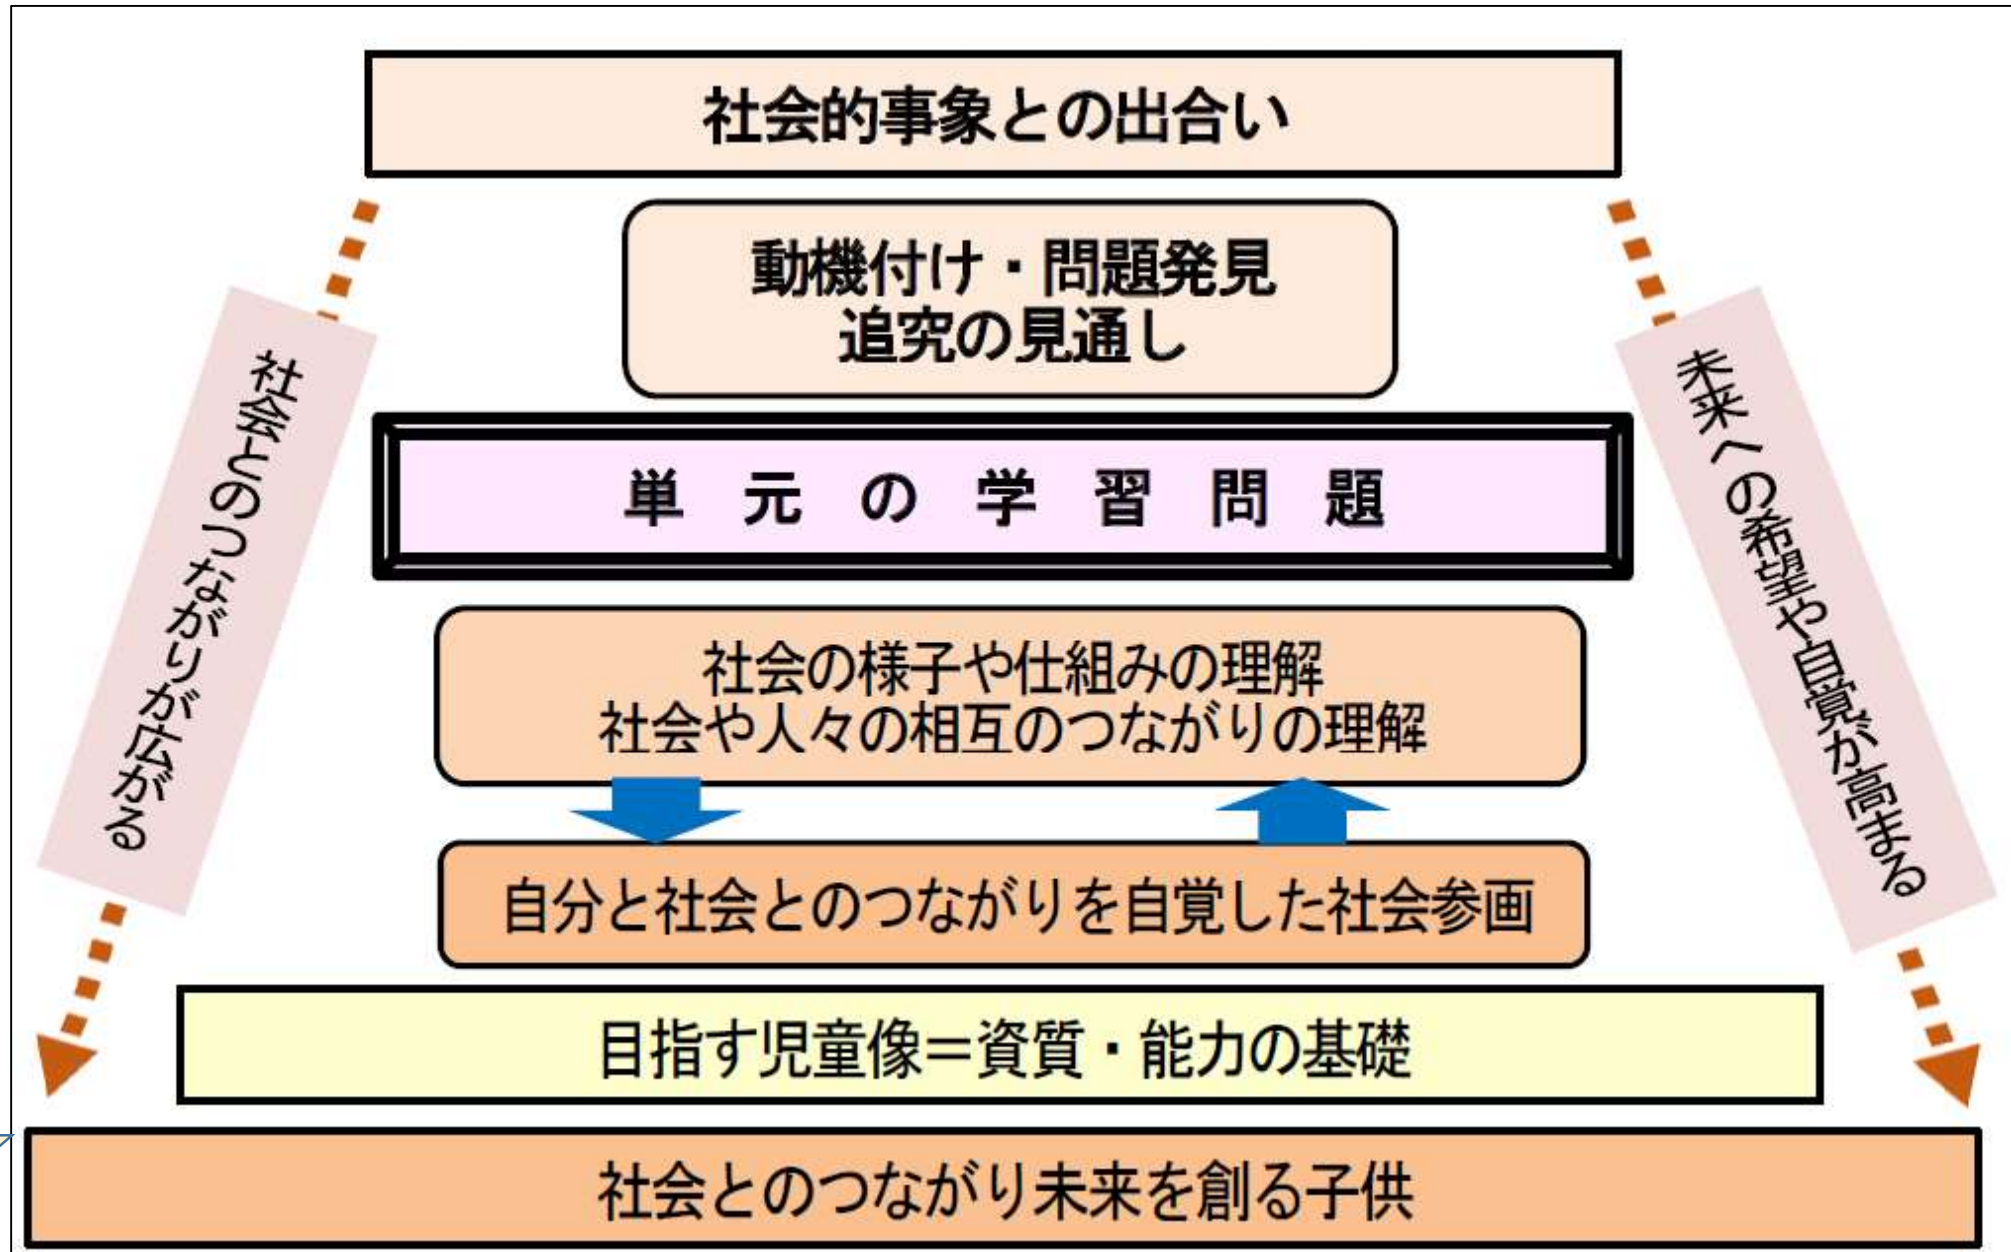 社会的事象との出合い
動機付け・問題発見
追究の見通し
単元の学習問題
社会の様子や仕組みの理解
社会や人々の相互のつながりの理解
自分と社会とのつながりを自覚した社会参画
目指す児童像＝資質・能力の基礎
社会とのつながり未来を創る子供
社会とのつながりが広がる
未来への希望や自覚が高まる